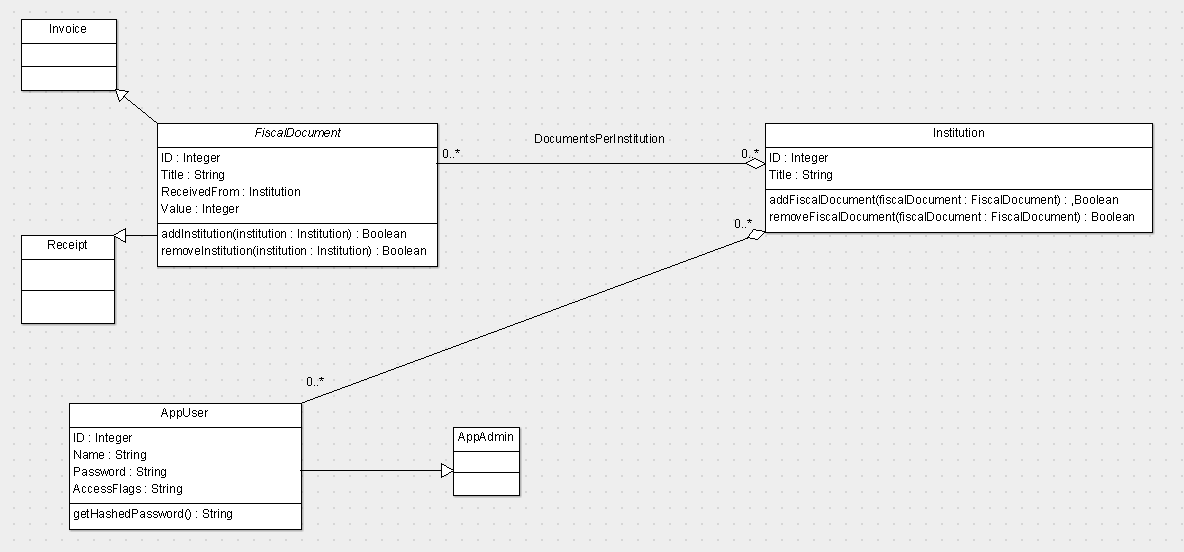 Invoice
FiscalDocument
ID : Integer
Title : String
ReceivedFrom : Institution
Value : Integer
addInstitution(institution : Institution) : Boolean
removeInstitution(institution : Institution) : Boolean
DocumentsPerInstitution
0..*
0..*
Institution
ID : Integer
Title : String
addFiscalDocument(fiscalDocument : FiscalDocument) : ,Boolean
removeFiscalDocument(fiscalDocument : FiscalDocument) : Boolean
0..*
Receipt
0..*
AppUser
ID : Integer
Name : String
Password : String
AccessFlags : String
getHashedPassword() : String
AppAdmin